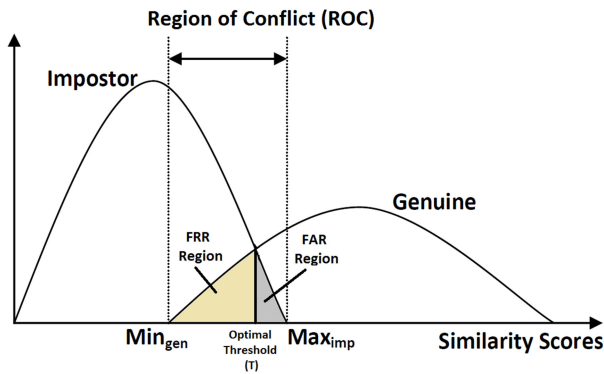 Region of Conflict (ROC)
Impostor
Genuine
FRR
Region
FAR
Region
Min_gen
Optimal
Threshold
(T)
Max_imp
Similarity Scores